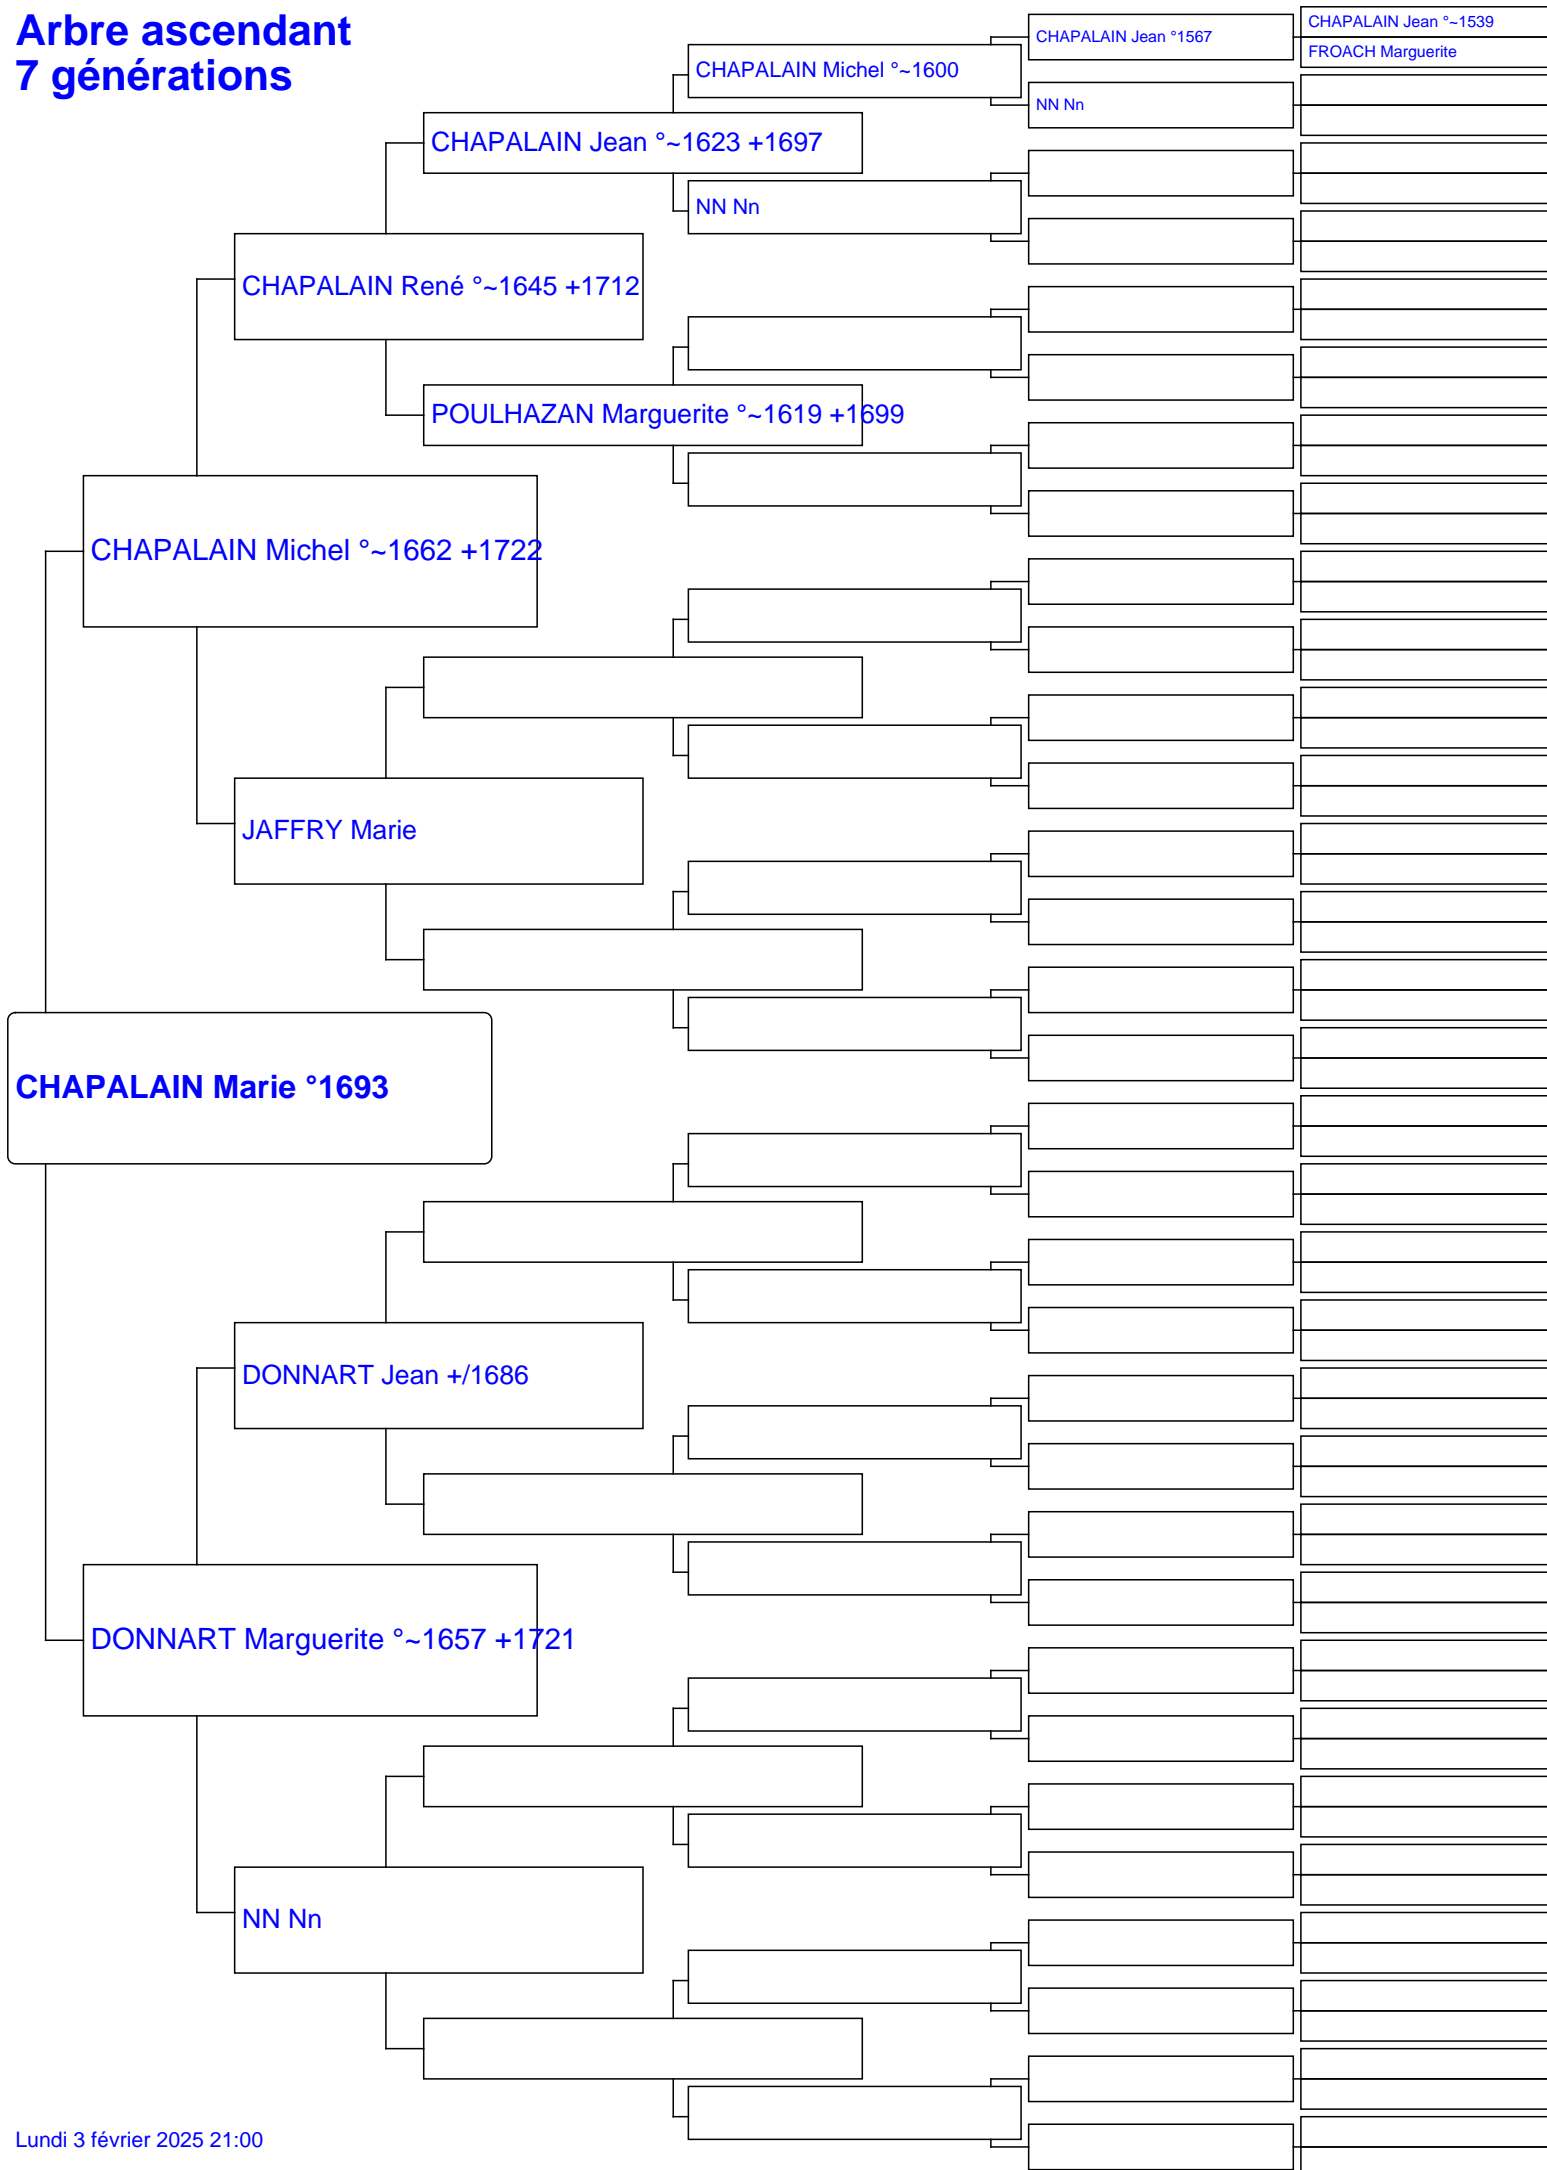 Arbre ascendant
7 générations
CHAPALAIN Jean °~1539
FROACH Marguerite
CHAPALAIN Jean °1567
CHAPALAIN Michel °~1600
NN Nn
CHAPALAIN Jean °~1623 +1697
NN Nn
CHAPALAIN René °~1645 +1712
POULHAZAN Marguerite °~1619 +1699
CHAPALAIN Michel °~1662 +1722
JAFFRY Marie
CHAPALAIN Marie °1693
DONNART Jean +/1686
DONNART Marguerite °~1657 +1721
NN Nn
Lundi 3 février 2025 21:00